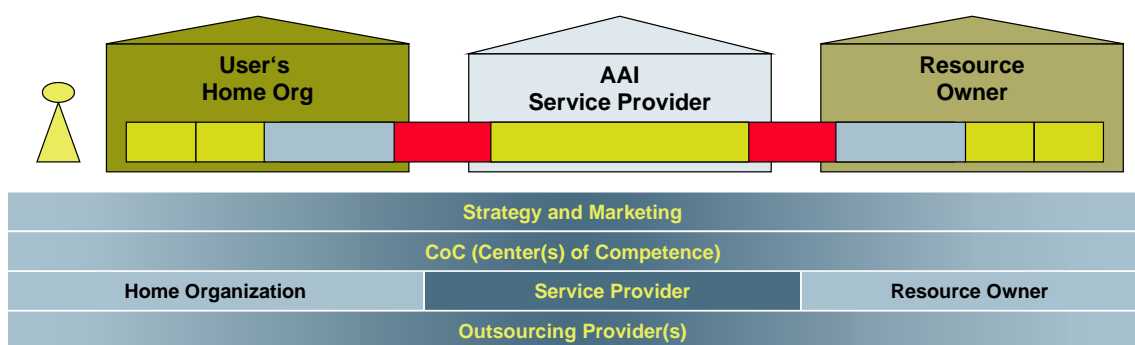 User‘s
Home Org
AAI
Service Provider
Resource
Owner
Strategy and Marketing
CoC (Center(s) of Competence)
Home Organization
Service Provider
Resource Owner
Outsourcing Provider(s)